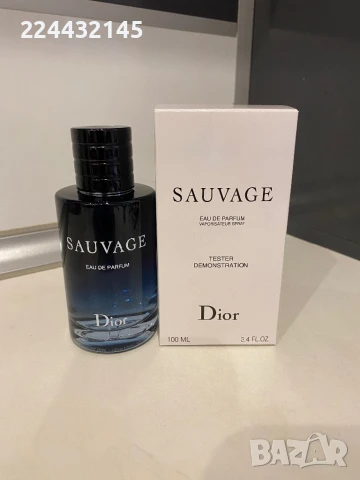 224432145
SAUVAGE
EAU DE PARFUM
Dior
SAUVAGE
EAU DE PARFUM
VAPORISATEUR SPRAY
TESTER
DEMONSTRATION
Dior
100 ML 3.4 FL.OZ
BAZAR